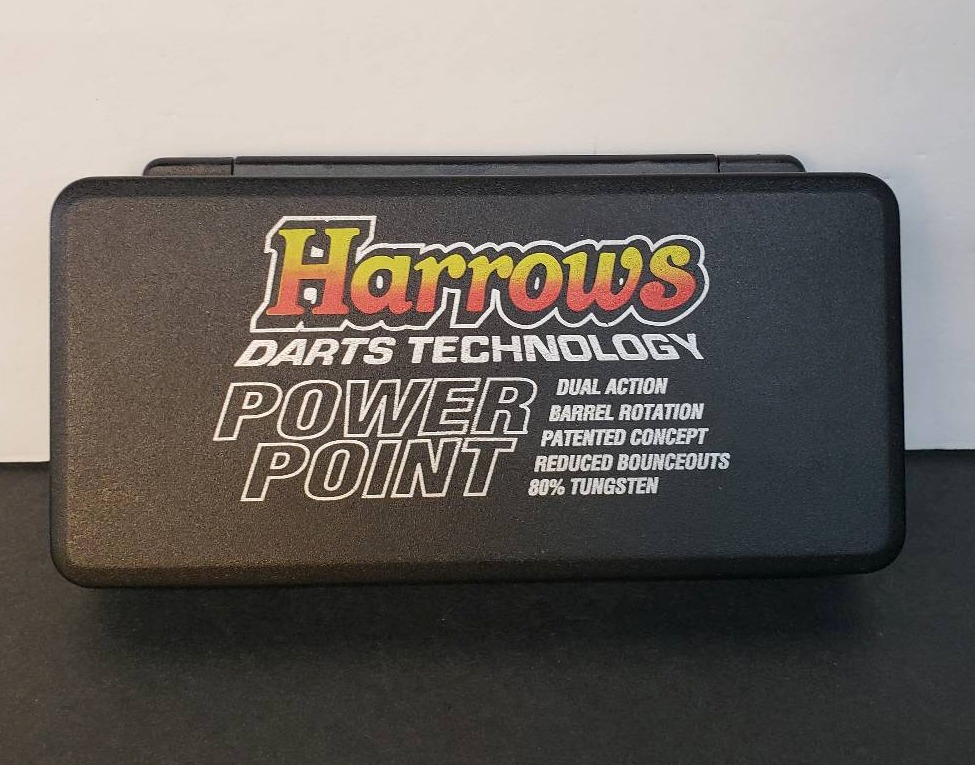 Harrows
DARTS TECHNOLOGY
POWER
POINT
DUAL ACTION
BARREL ROTATION
PATENTED CONCEPT
REDUCED BOUNCEOUTS
80% TUNGSTEN